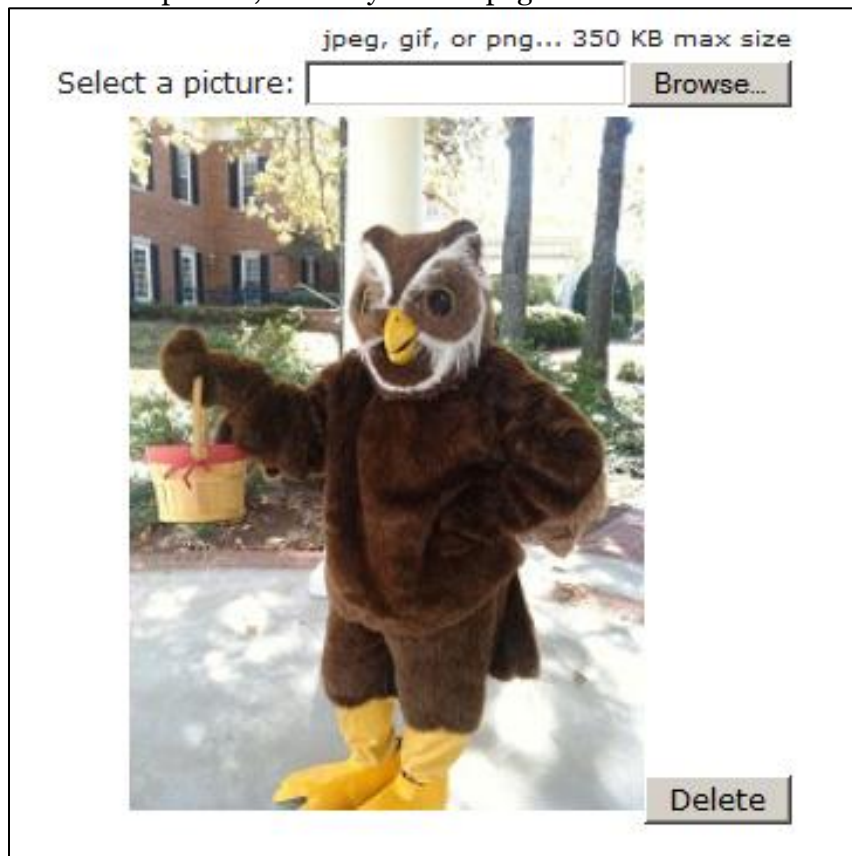 jpeg, gif, or png... 350 KB max size
Select a picture: Browse...
Delete